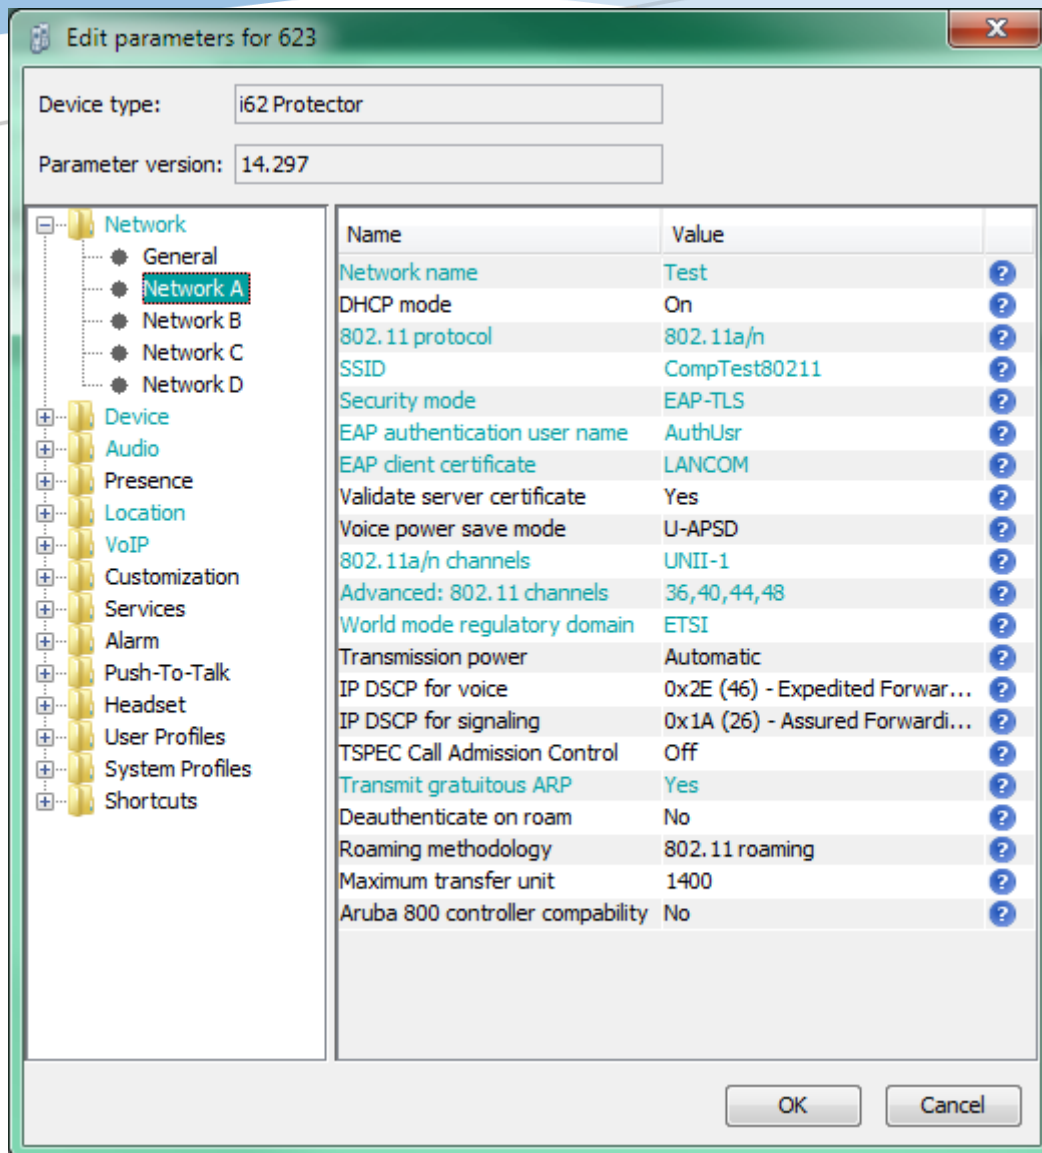 Edit parameters for 623
Device type: i62 Protector
Parameter version: 14.297
Network
General
Network A
Network B
Network C
Network D
Device
Audio
Presence
Location
VoIP
Customization
Services
Alarm
Push-To-Talk
Headset
User Profiles
System Profiles
Shortcuts
Name Value
Network name Test
DHCP mode On
802.11 protocol 802.11a/n
SSID CompTest80211
Security mode EAP-TLS
EAP authentication user name AuthUsr
EAP client certificate LANCOM
Validate server certificate Yes
Voice power save mode U-APSD
802.11a/n channels UNII-1
Advanced: 802.11 channels 36,40,44,48
World mode regulatory domain ETSI
Transmission power Automatic
IP DSCP for voice 0x2E (46) - Expedited Forwar...
IP DSCP for signaling 0x1A (26) - Assured Forwardi...
TSPEC Call Admission Control Off
Transmit gratuitous ARP Yes
Deauthenticate on roam No
Roaming methodology 802.11 roaming
Maximum transfer unit 1400
Aruba 800 controller compability No
OK Cancel